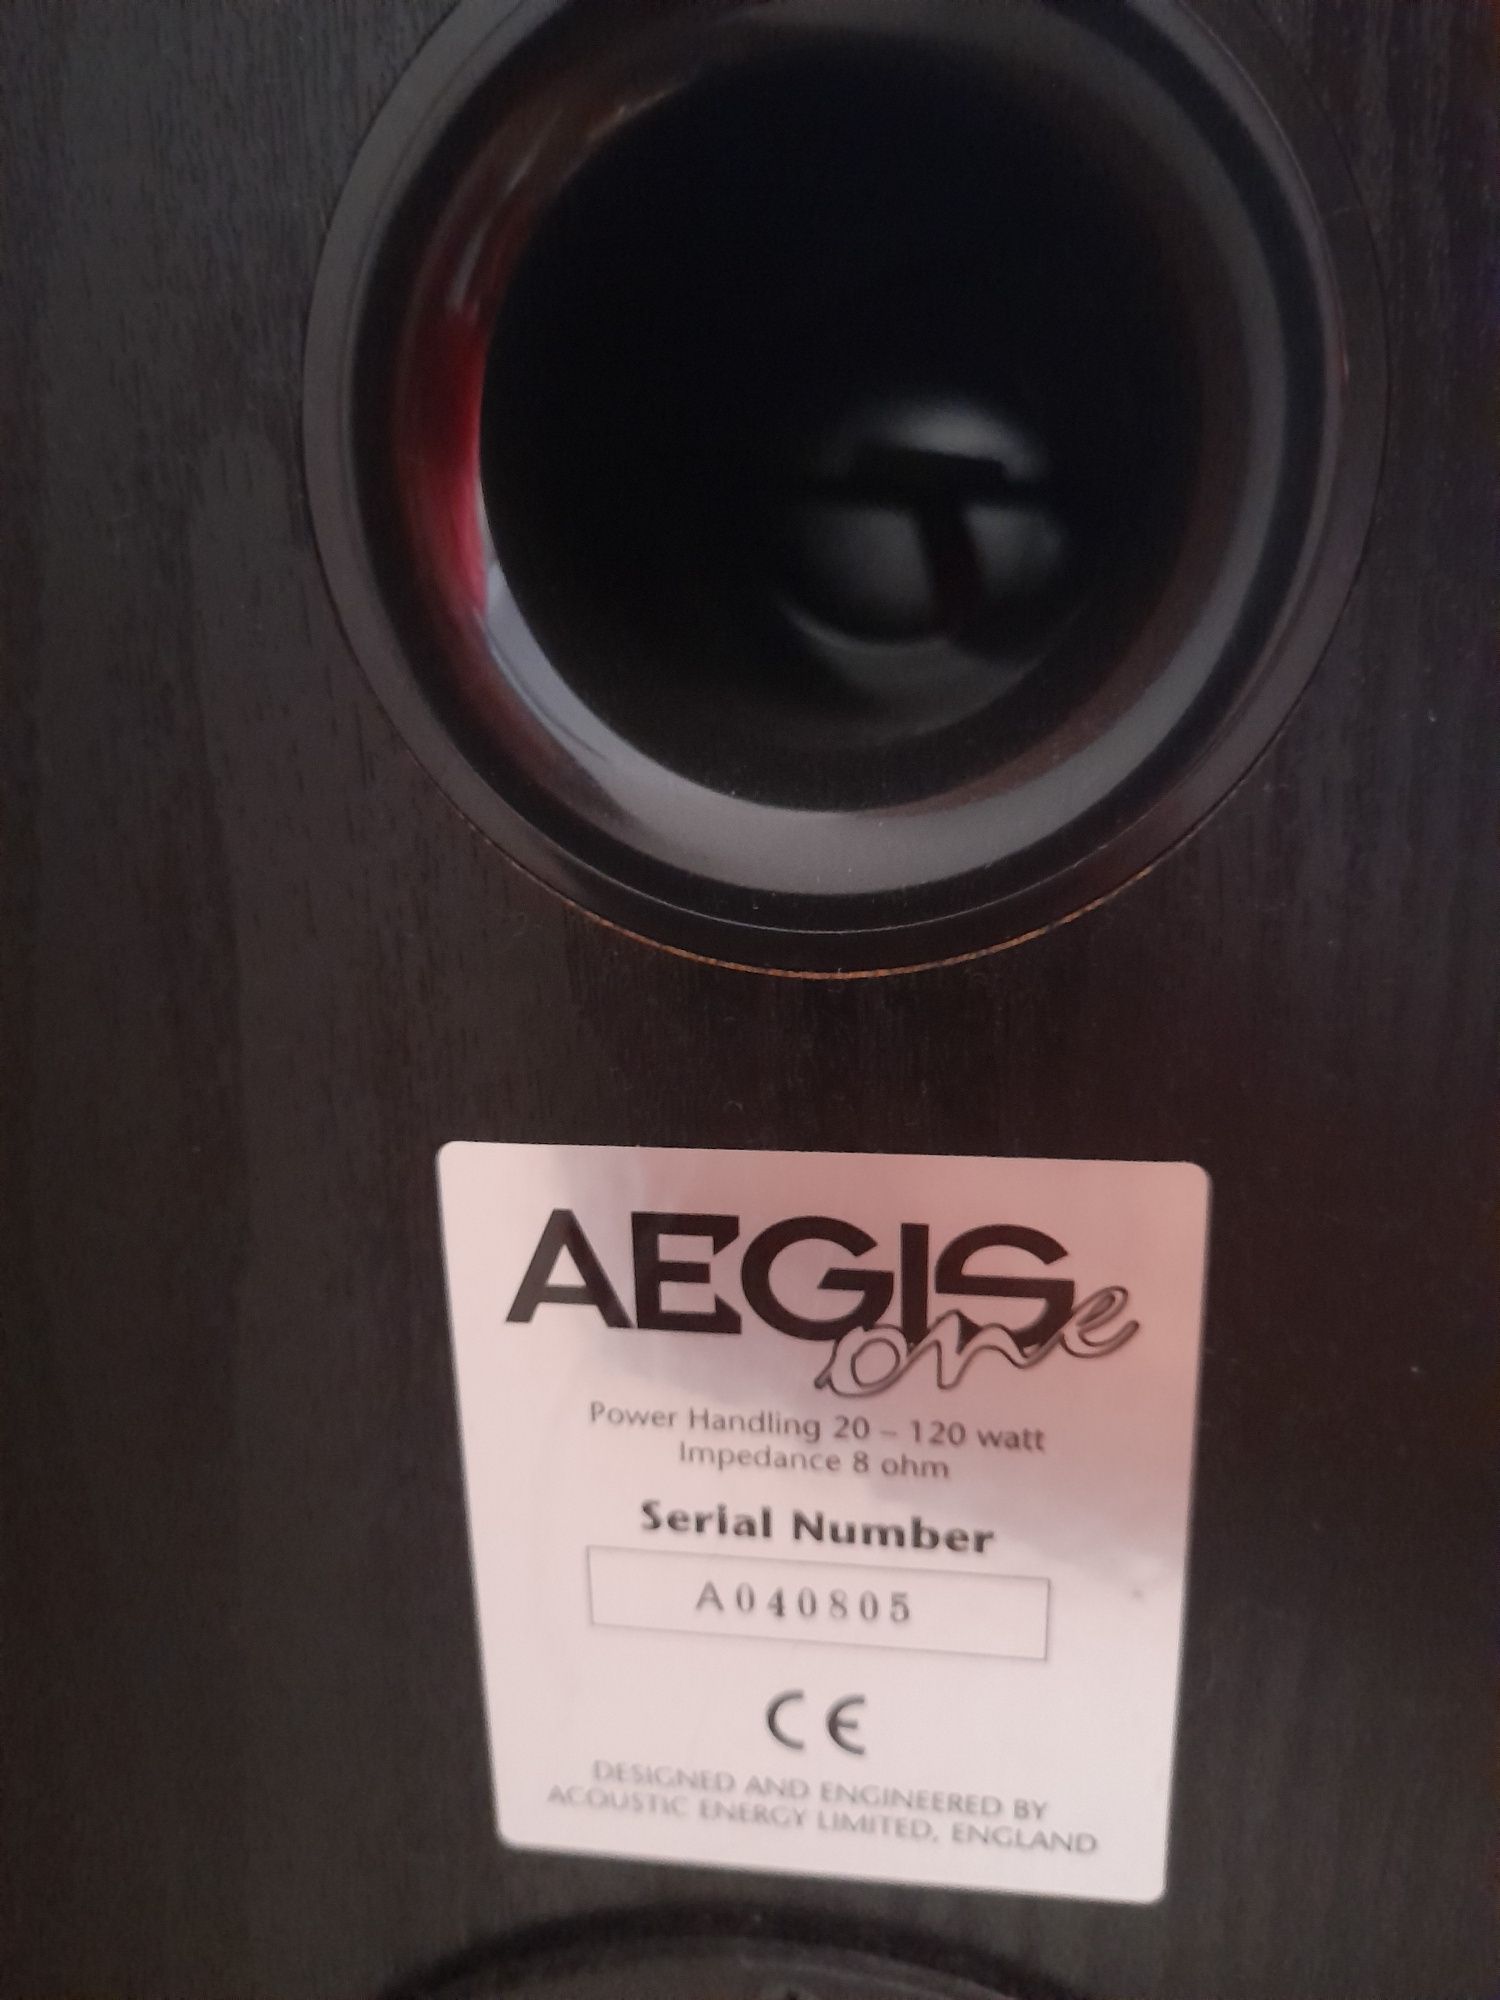 AEGIS
one
Power Handling 20 – 120 watt
Impedance 8 ohm
Serial Number
A040805
CE
DESIGNED AND ENGINEERED BY
ACOUSTIC ENERGY LIMITED, ENGLAND